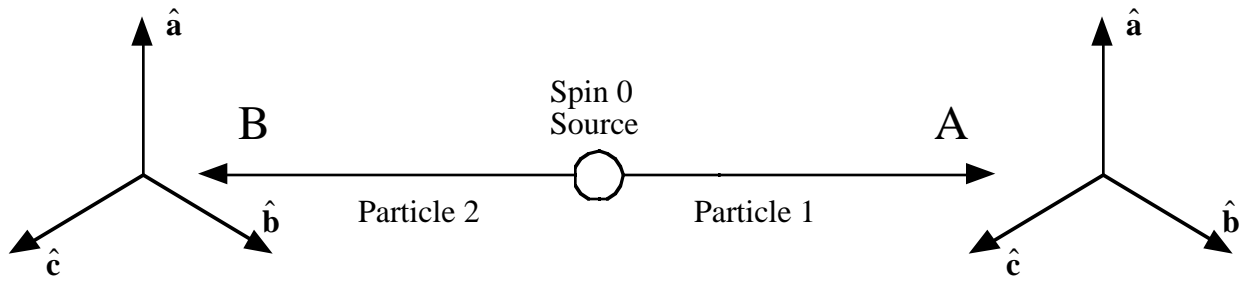 â
â
Spin 0
Source
B
A
Particle 2
Particle 1
b̂
b̂
ĉ
ĉ